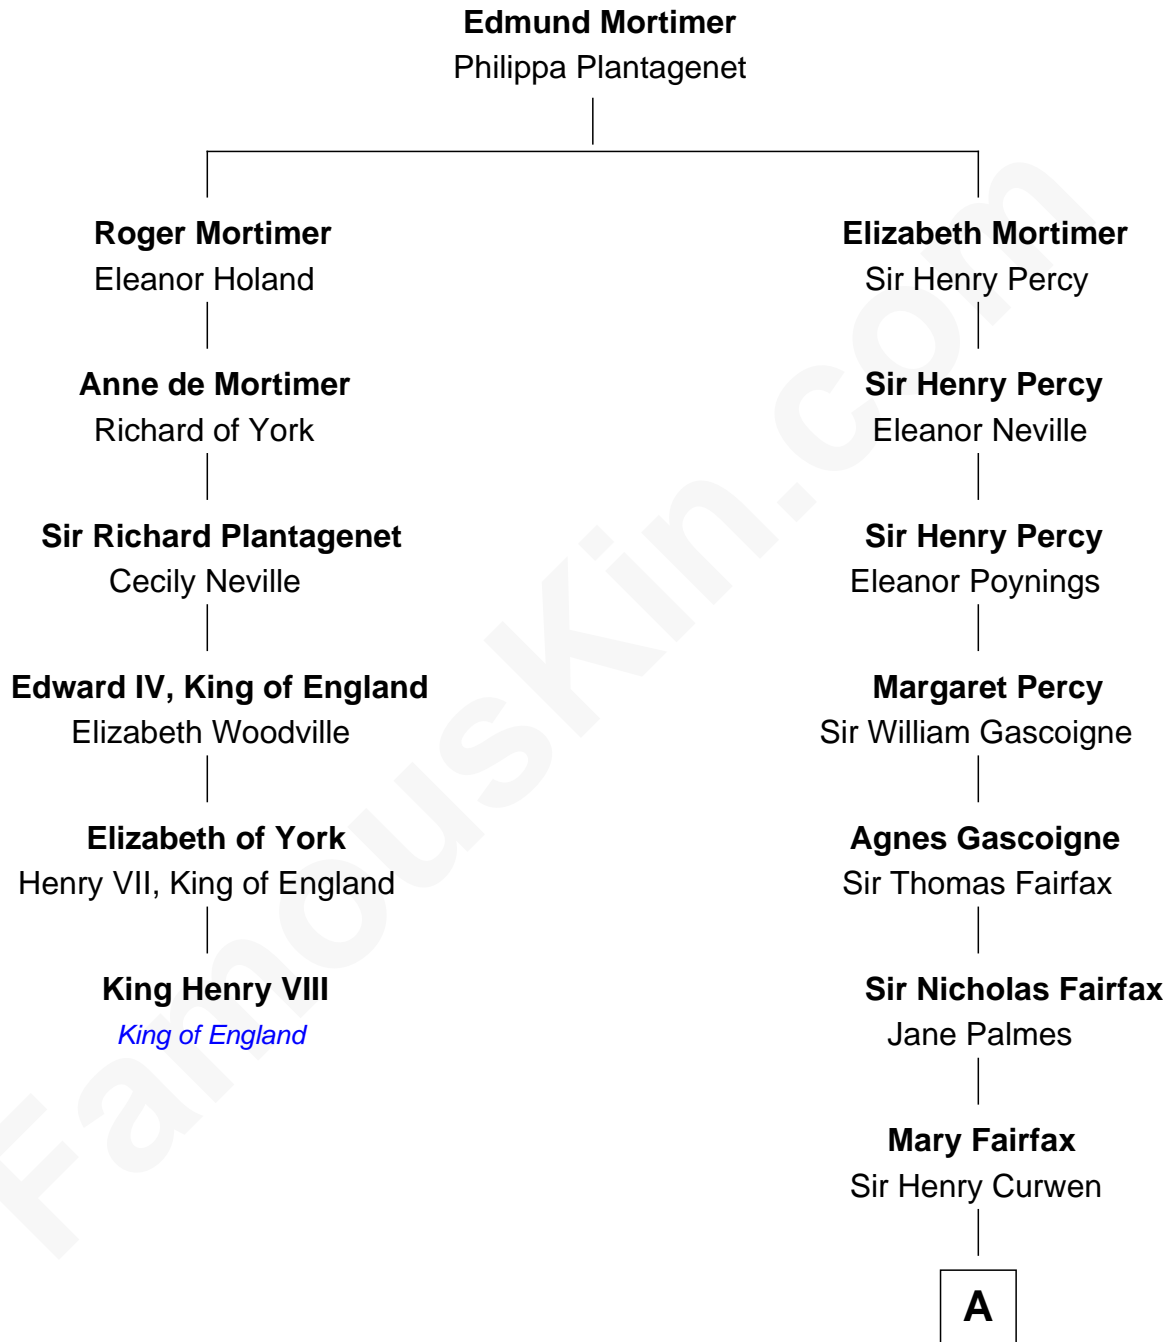 Edmund Mortimer
Philippa Plantagenet
Roger Mortimer
Eleanor Holand
Elizabeth Mortimer
Sir Henry Percy
Anne de Mortimer
Richard of York
Sir Henry Percy
Eleanor Neville
Sir Richard Plantagenet
Cecily Neville
Sir Henry Percy
Eleanor Poynings
Edward IV, King of England
Elizabeth Woodville
Margaret Percy
Sir William Gascoigne
Elizabeth of York
Henry VII, King of England
Agnes Gascoigne
Sir Thomas Fairfax
King Henry VIII
King of England
Sir Nicholas Fairfax
Jane Palmes
Mary Fairfax
Sir Henry Curwen
A
FamousKin.com